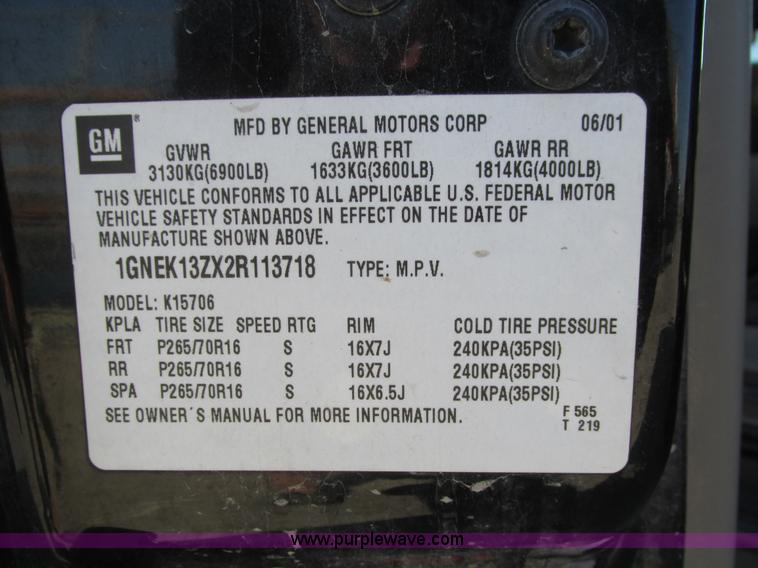 GM ® MFD BY GENERAL MOTORS CORP 06/01
GVWR GAWR FRT GAWR RR
3130KG(6900LB) 1633KG(3600LB) 1814KG(4000LB)
THIS VEHICLE CONFORMS TO ALL APPLICABLE U.S. FEDERAL MOTOR
VEHICLE SAFETY STANDARDS IN EFFECT ON THE DATE OF
MANUFACTURE SHOWN ABOVE.
1GNEK13ZX2R113718 TYPE: M.P.V.
MODEL: K15706
KPLA TIRE SIZE SPEED RTG RIM COLD TIRE PRESSURE
FRT P265/70R16 S 16X7J 240KPA(35PSI)
RR P265/70R16 S 16X7J 240KPA(35PSI)
SPA P265/70R16 S 16X6.5J 240KPA(35PSI)
SEE OWNER'S MANUAL FOR MORE INFORMATION. F 565
T 219
www.purplewave.com